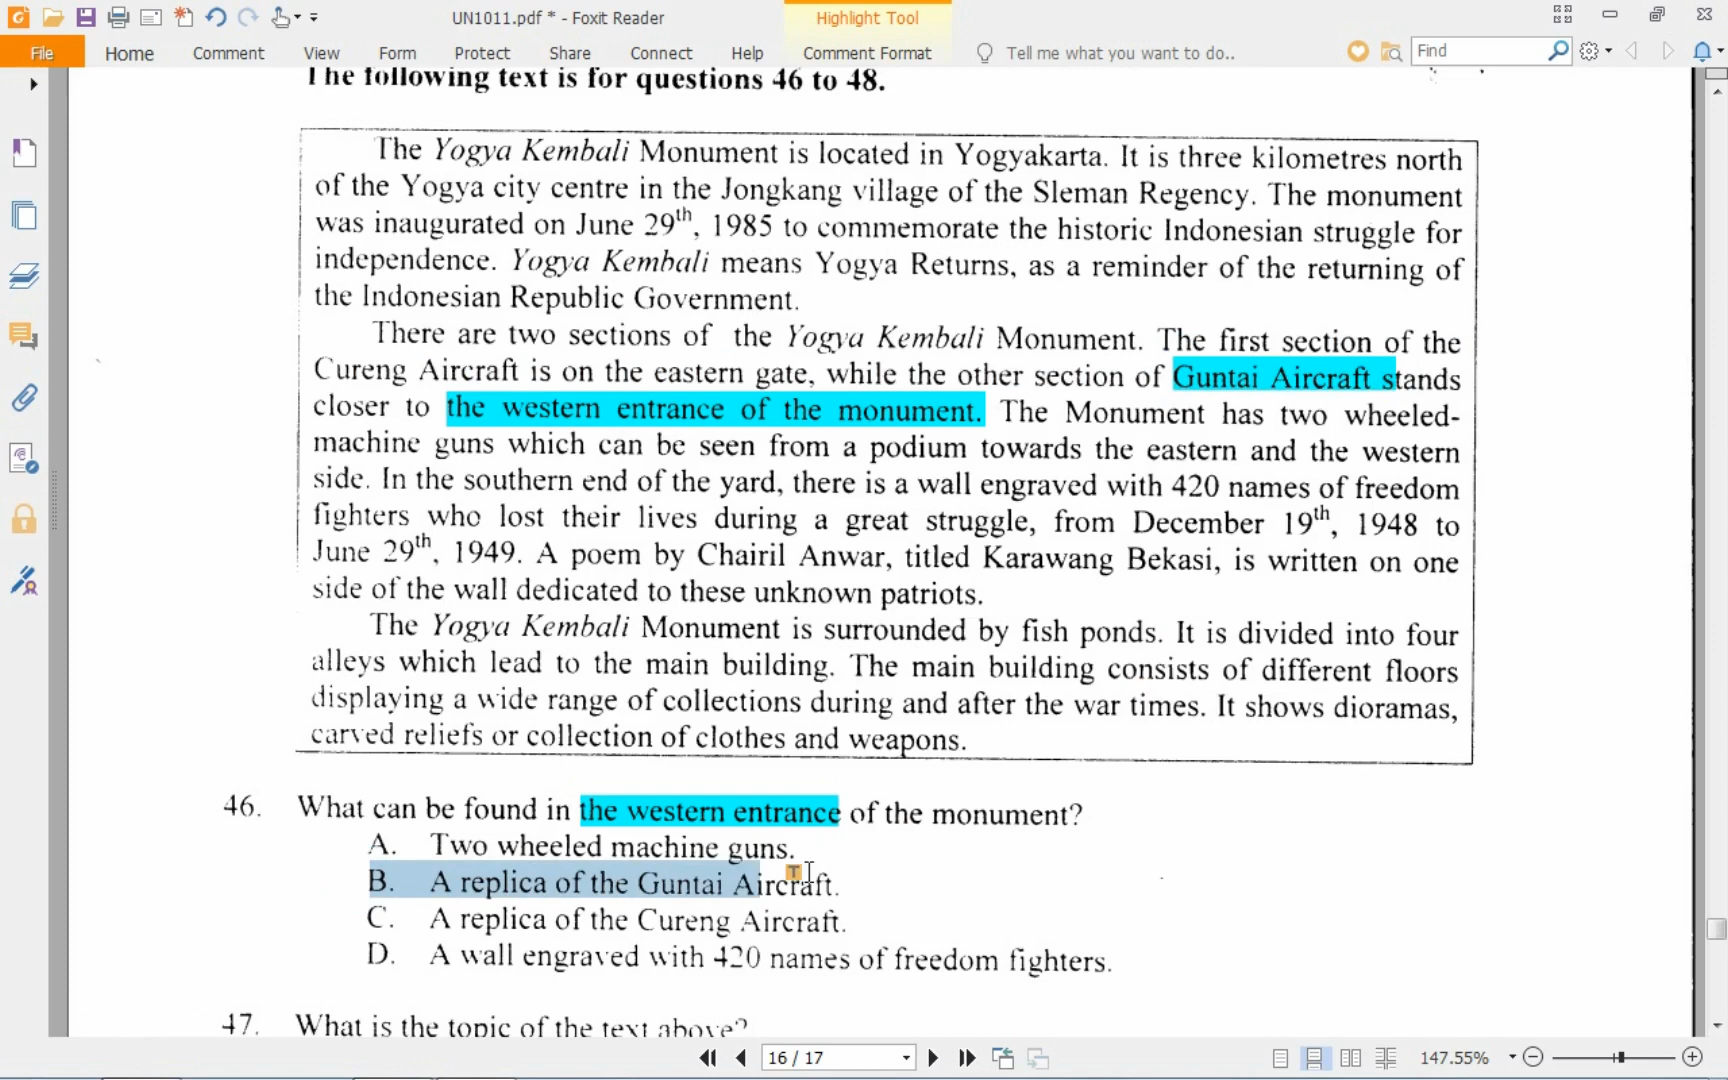 UN1011.pdf * - Foxit Reader
Highlight Tool
File Home Comment View Form Protect Share Connect Help Comment Format Tell me what you want to do.. Find
The following text is for questions 46 to 48.
The Yogya Kembali Monument is located in Yogyakarta. It is three kilometres north
of the Yogya city centre in the Jongkang village of the Sleman Regency. The monument
was inaugurated on June 29th, 1985 to commemorate the historic Indonesian struggle for
independence. Yogya Kembali means Yogya Returns, as a reminder of the returning of
the Indonesian Republic Government.
There are two sections of the Yogya Kembali Monument. The first section of the
Cureng Aircraft is on the eastern gate, while the other section of Guntai Aircraft stands
closer to the western entrance of the monument. The Monument has two wheeled-
machine guns which can be seen from a podium towards the eastern and the western
side. In the southern end of the yard, there is a wall engraved with 420 names of freedom
fighters who lost their lives during a great struggle, from December 19th, 1948 to
June 29th, 1949. A poem by Chairil Anwar, titled Karawang Bekasi, is written on one
side of the wall dedicated to these unknown patriots.
The Yogya Kembali Monument is surrounded by fish ponds. It is divided into four
alleys which lead to the main building. The main building consists of different floors
displaying a wide range of collections during and after the war times. It shows dioramas,
carved reliefs or collection of clothes and weapons.
46. What can be found in the western entrance of the monument?
A. Two wheeled machine guns.
B. A replica of the Guntai Aircraft.
C. A replica of the Cureng Aircraft.
D. A wall engraved with 420 names of freedom fighters.
47. What is the topic of the text above?
16 / 17
147.55%